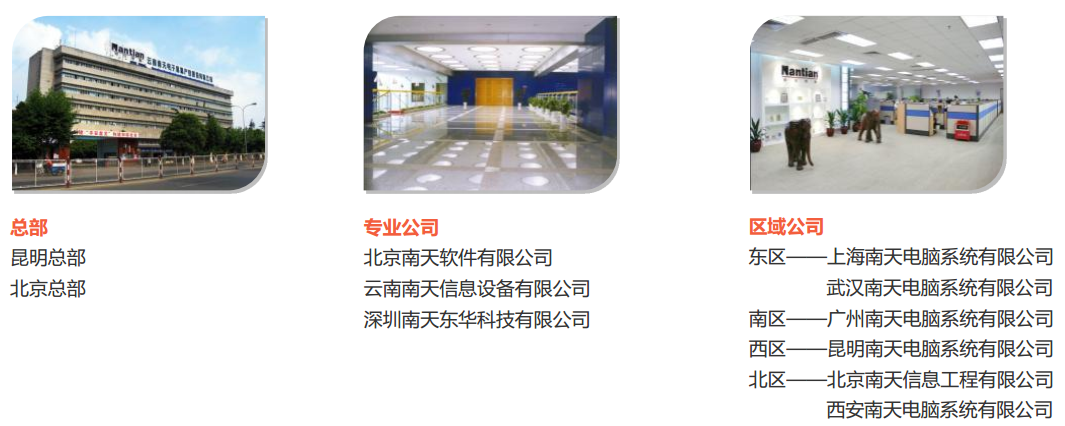 Nantian
Nantian
总部
昆明总部
北京总部
专业公司
北京南天软件有限公司
云南南天信息设备有限公司
深圳南天东华科技有限公司
区域公司
东区——上海南天电脑系统有限公司
武汉南天电脑系统有限公司
南区——广州南天电脑系统有限公司
西区——昆明南天电脑系统有限公司
北区——北京南天信息工程有限公司
西安南天电脑系统有限公司